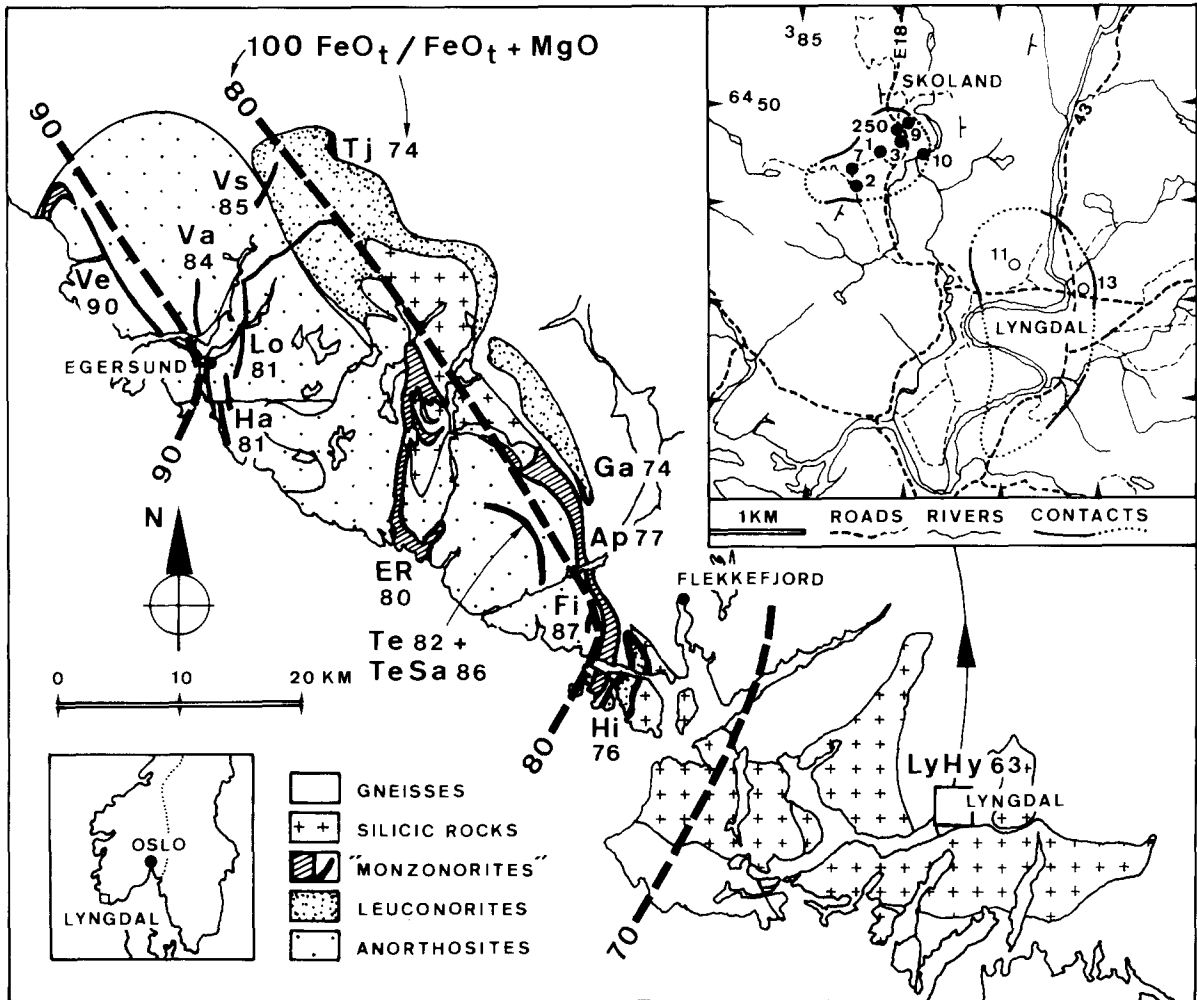 100 FeOt / FeOt + MgO
90
80
Tj 74
Vs
85
Va
84
Ve
90
EGERSUND
Lo
81
Ha
81
90
N
Ga 74
Ap 77
ER
80
Fi
87
FLEKKEFJORD
Te 82 +
TeSa 86
0 10 20 KM
80
Hi
76
70
LyHy 63
LYNGDAL
OSLO
LYNGDAL
GNEISSES
SILICIC ROCKS
"MONZONORITES"
LEUCONORITES
ANORTHOSITES
385
E18
SKOLAND
43
6450
250
9
1
3
10
7
2
11
13
LYNGDAL
1KM ROADS RIVERS CONTACTS